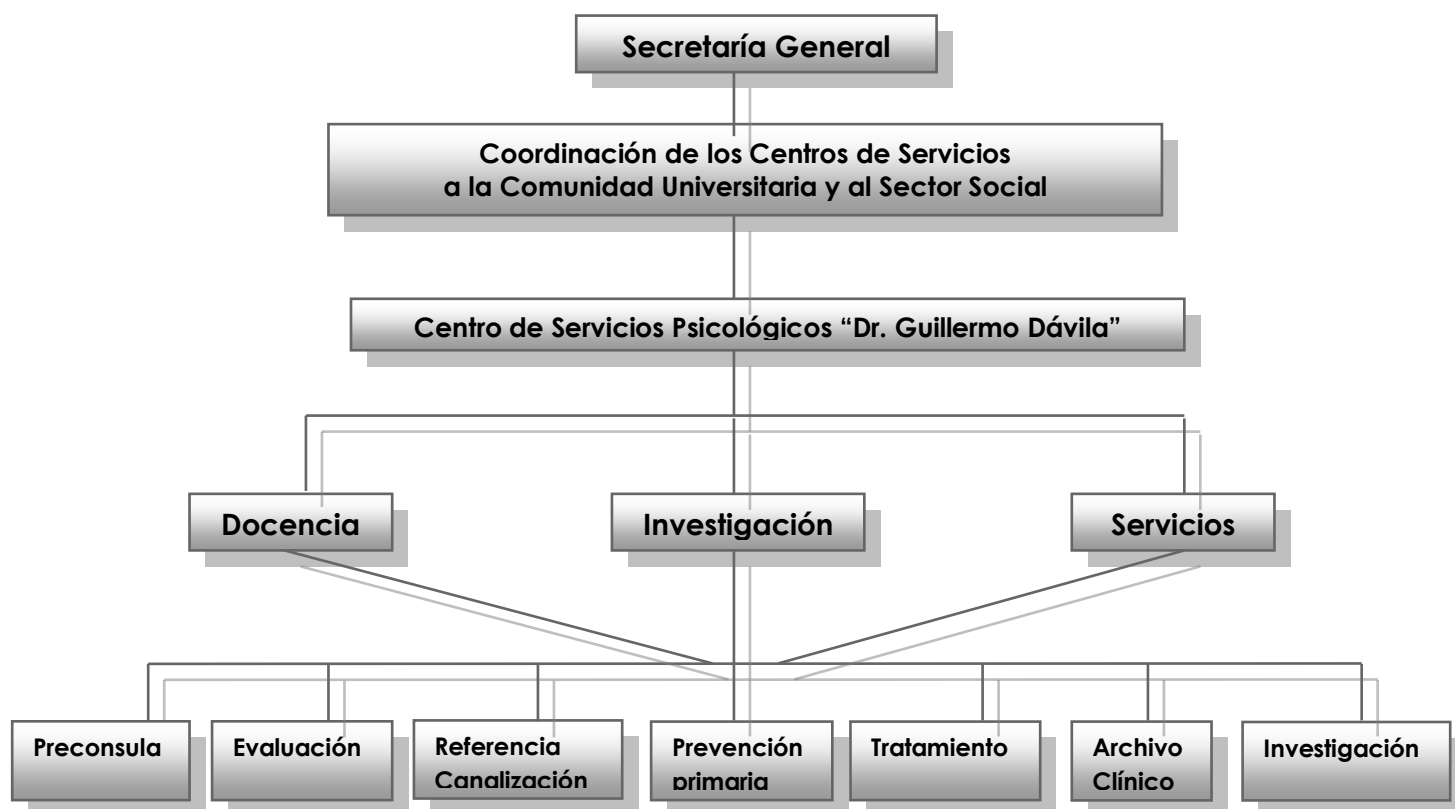 Secretaría General
Coordinación de los Centros de Servicios
a la Comunidad Universitaria y al Sector Social
Centro de Servicios Psicológicos “Dr. Guillermo Dávila”
Docencia
Investigación
Servicios
Preconsula
Evaluación
Referencia
Canalización
Prevención
primaria
Tratamiento
Archivo
Clínico
Investigación